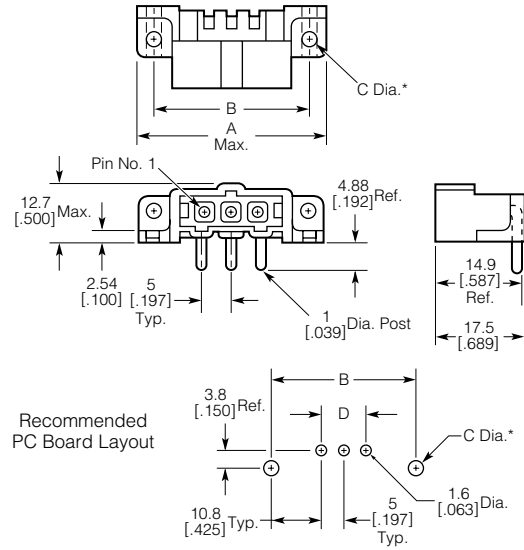 C Dia.*
B
A
Max.
Pin No. 1
12.7
[.500] Max.
4.88
[.192] Ref.
2.54
[.100]
5
[.197]
Typ.
1
[.039] Dia. Post
14.9
[.587]
Ref.
17.5
[.689]
Recommended
PC Board Layout
B
3.8
[.150] Ref.
D
C Dia.*
10.8
[.425] Typ.
5
[.197]
Typ.
1.6
[.063] Dia.